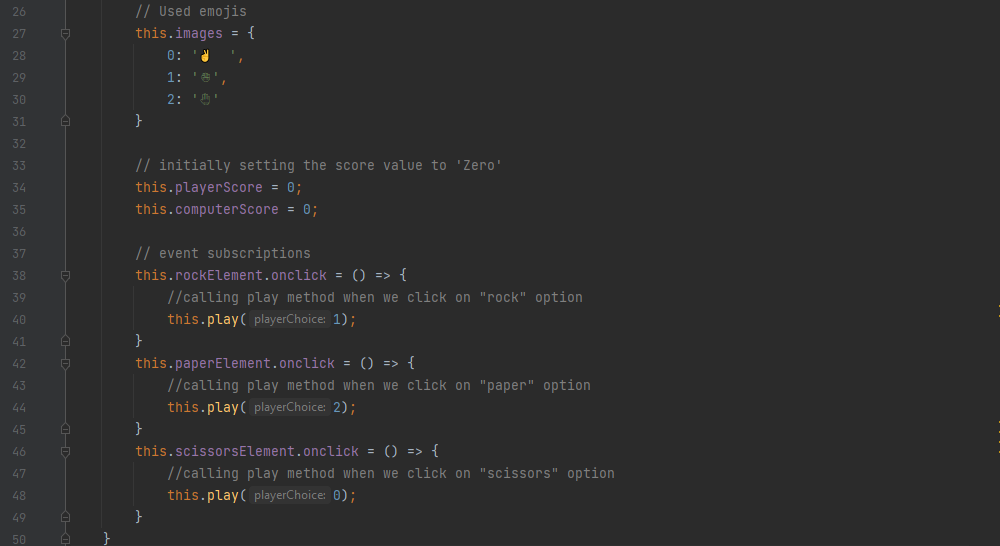 26 // Used emojis
27 this.images = {
28 0: '✌ ',
29 1: '✊',
30 2: '✋'
31 }
32
33 // initially setting the score value to 'Zero'
34 this.playerScore = 0;
35 this.computerScore = 0;
36
37 // event subscriptions
38 this.rockElement.onclick = () => {
39 //calling play method when we click on "rock" option
40 this.play( playerChoice: 1);
41 }
42 this.paperElement.onclick = () => {
43 //calling play method when we click on "paper" option
44 this.play( playerChoice: 2);
45 }
46 this.scissorsElement.onclick = () => {
47 //calling play method when we click on "scissors" option
48 this.play( playerChoice: 0);
49 }
50 }